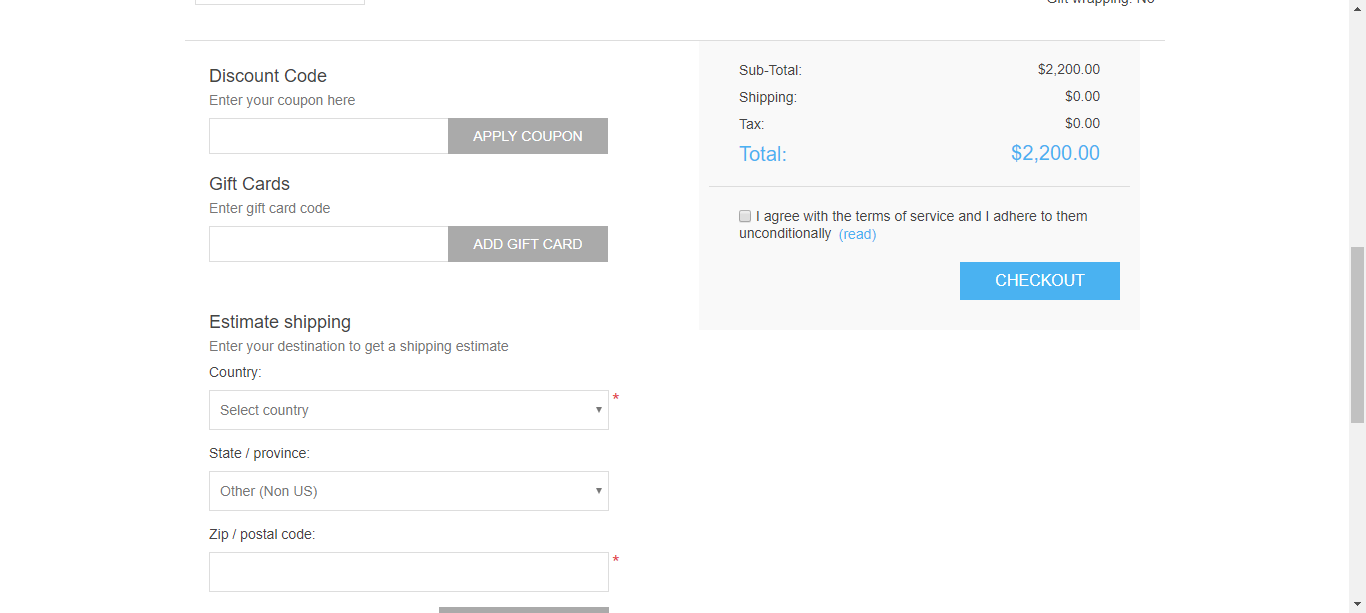 Gift wrapping: No
Discount Code
Enter your coupon here
APPLY COUPON
Gift Cards
Enter gift card code
ADD GIFT CARD
Estimate shipping
Enter your destination to get a shipping estimate
Country:
Select country
*
State / province:
Other (Non US)
Zip / postal code:
*
Sub-Total: $2,200.00
Shipping: $0.00
Tax: $0.00
Total: $2,200.00
I agree with the terms of service and I adhere to them
unconditionally (read)
CHECKOUT